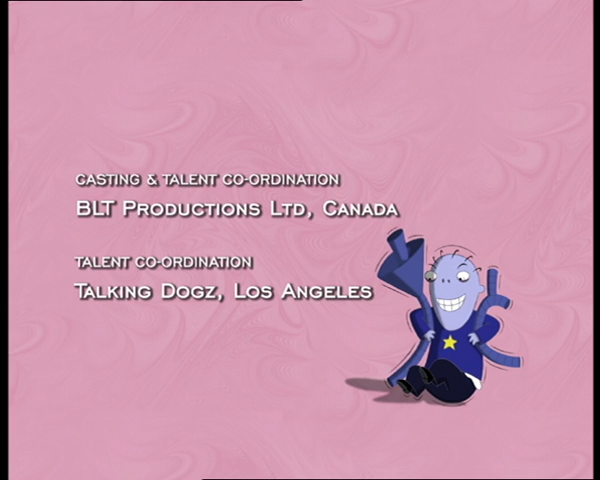 CASTING & TALENT CO-ORDINATION
BLT PRODUCTIONS LTD, CANADA
TALENT CO-ORDINATION
TALKING DOGZ, LOS ANGELES